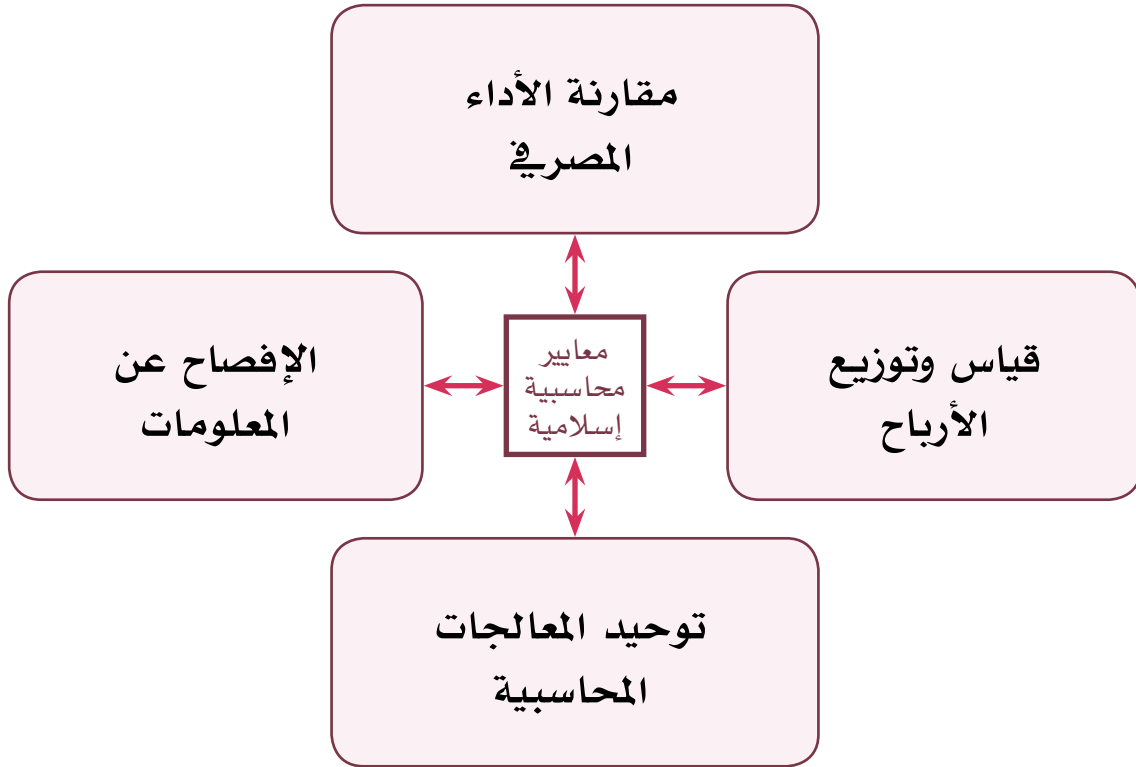 مقارنة الأداء
المصرفي
قياس وتوزيع
الأرباح
معايير
محاسبية
إسلامية
الإفصاح عن
المعلومات
توحيد المعالجات
المحاسبية